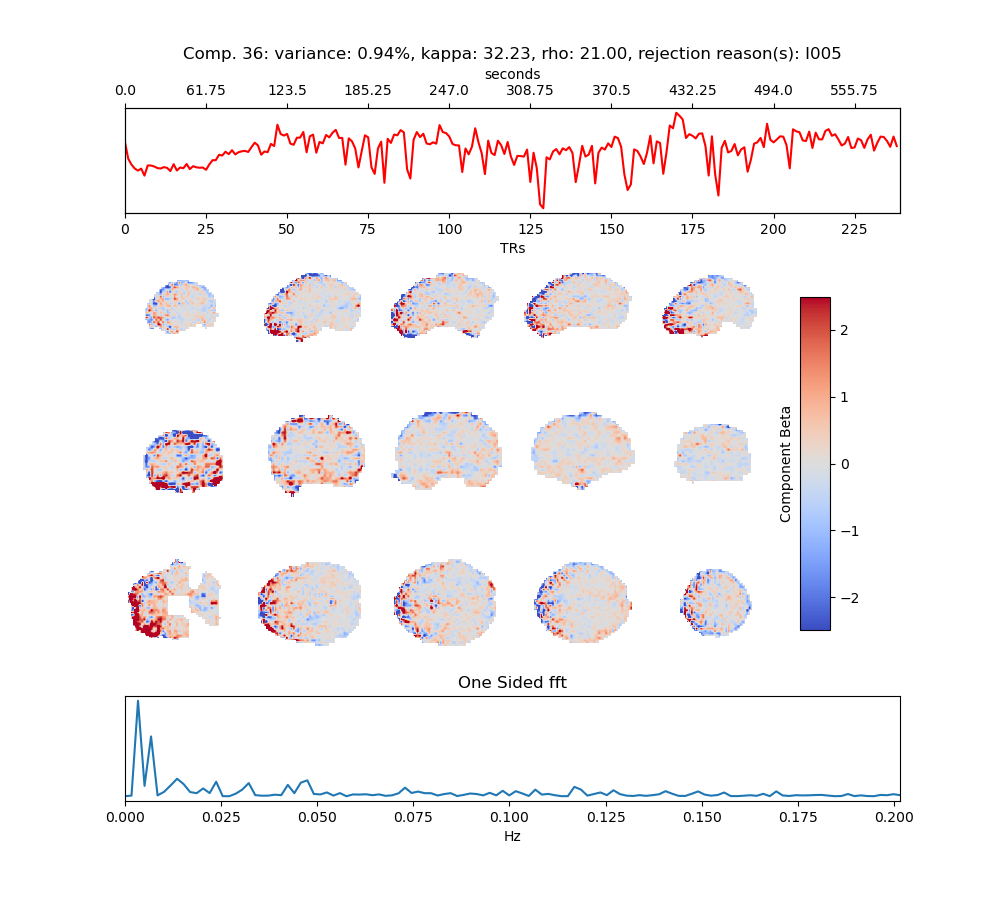 Comp. 36: variance: 0.94%, kappa: 32.23, rho: 21.00, rejection reason(s): I005
seconds
0.0 61.75 123.5 185.25 247.0 308.75 370.5 432.25 494.0 555.75
0 25 50 75 100 125 150 175 200 225
TRs
2
1
0
−1
−2
Component Beta
One Sided fft
0.000 0.025 0.050 0.075 0.100 0.125 0.150 0.175 0.200
Hz